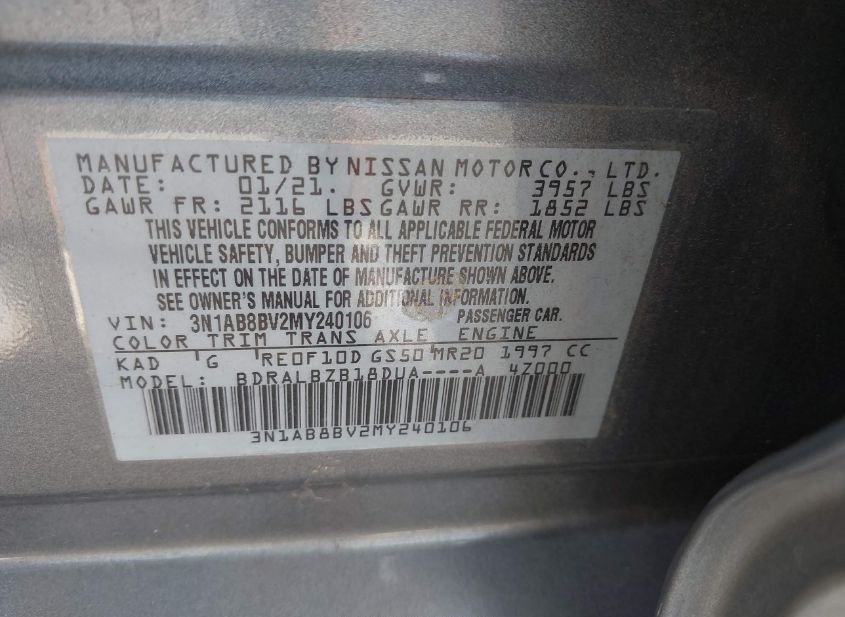 MANUFACTURED BY NISSAN MOTOR CO., LTD.
DATE: 01/21. GVWR: 3957 LBS
GAWR FR: 2116 LBS GAWR RR: 1852 LBS
THIS VEHICLE CONFORMS TO ALL APPLICABLE FEDERAL MOTOR
VEHICLE SAFETY, BUMPER AND THEFT PREVENTION STANDARDS
IN EFFECT ON THE DATE OF MANUFACTURE SHOWN ABOVE.
SEE OWNER'S MANUAL FOR ADDITIONAL INFORMATION.
VIN: 3N1AB8BV2MY240106 PASSENGER CAR.
COLOR TRIM TRANS AXLE ENGINE
KAD G RE0F10D GS50 MR20 1997 CC
MODEL: BDRALBZB18DUA----A 4Z000
3N1AB8BV2MY240106